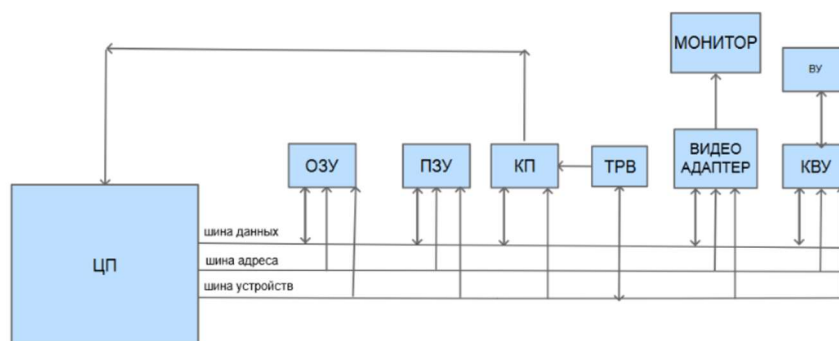 МОНИТОР
ВУ
ОЗУ
ПЗУ
КП
ТРВ
ВИДЕО
АДАПТЕР
КВУ
ЦП
шина данных
шина адреса
шина устройств